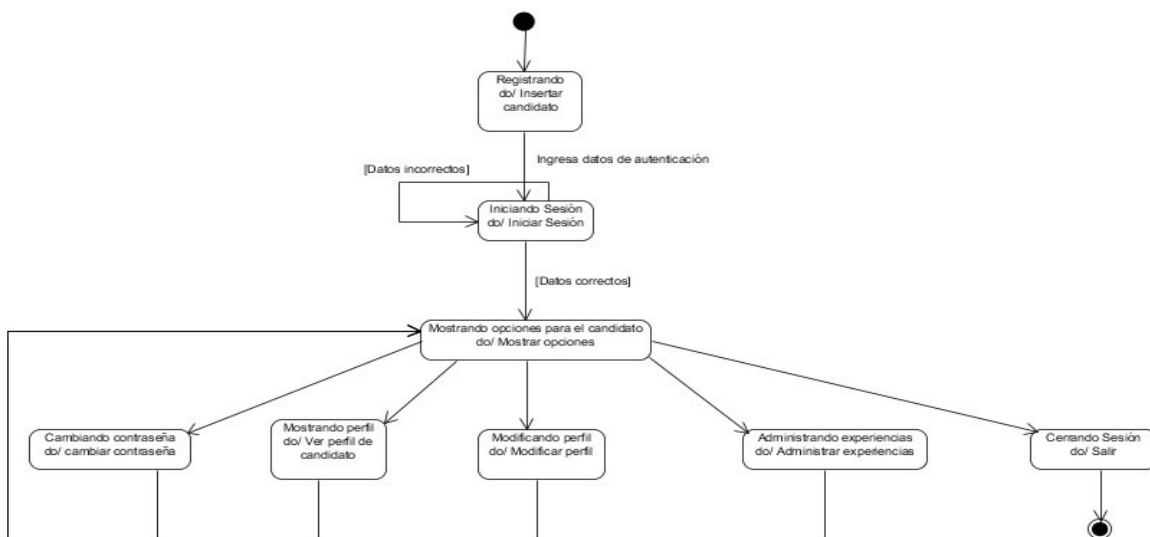 Registrando
do/ Insertar
candidato
Ingresa datos de autenticación
[Datos incorrectos]
Iniciando Sesión
do/ Iniciar Sesión
[Datos correctos]
Mostrando opciones para el candidato
do/ Mostrar opciones
Cambiando contraseña
do/ cambiar contraseña
Mostrando perfil
do/ Ver perfil de
candidato
Modificando perfil
do/ Modificar perfil
Administrando experiencias
do/ Administrar experiencias
Cerrando Sesión
do/ Salir